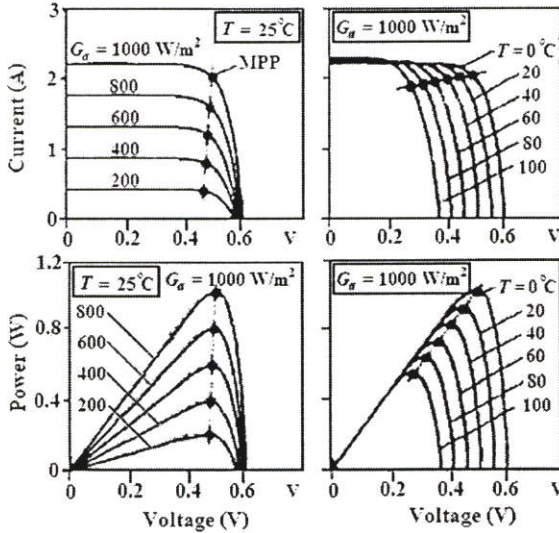 3
2
1
0
Current (A)
Gₐ = 1000 W/m²
T = 25°C
MPP
800
600
400
200
0 0.2 0.4 0.6 V
Gₐ = 1000 W/m²
T = 0°C
20
40
60
80
100
0 0.2 0.4 0.6 V
1.2
0.8
0.4
0
Power (W)
T = 25°C
Gₐ = 1000 W/m²
800
600
400
200
0 0.2 0.4 0.6 V
Voltage (V)
Gₐ = 1000 W/m²
T = 0°C
20
40
60
80
100
0 0.2 0.4 0.6 V
Voltage (V)